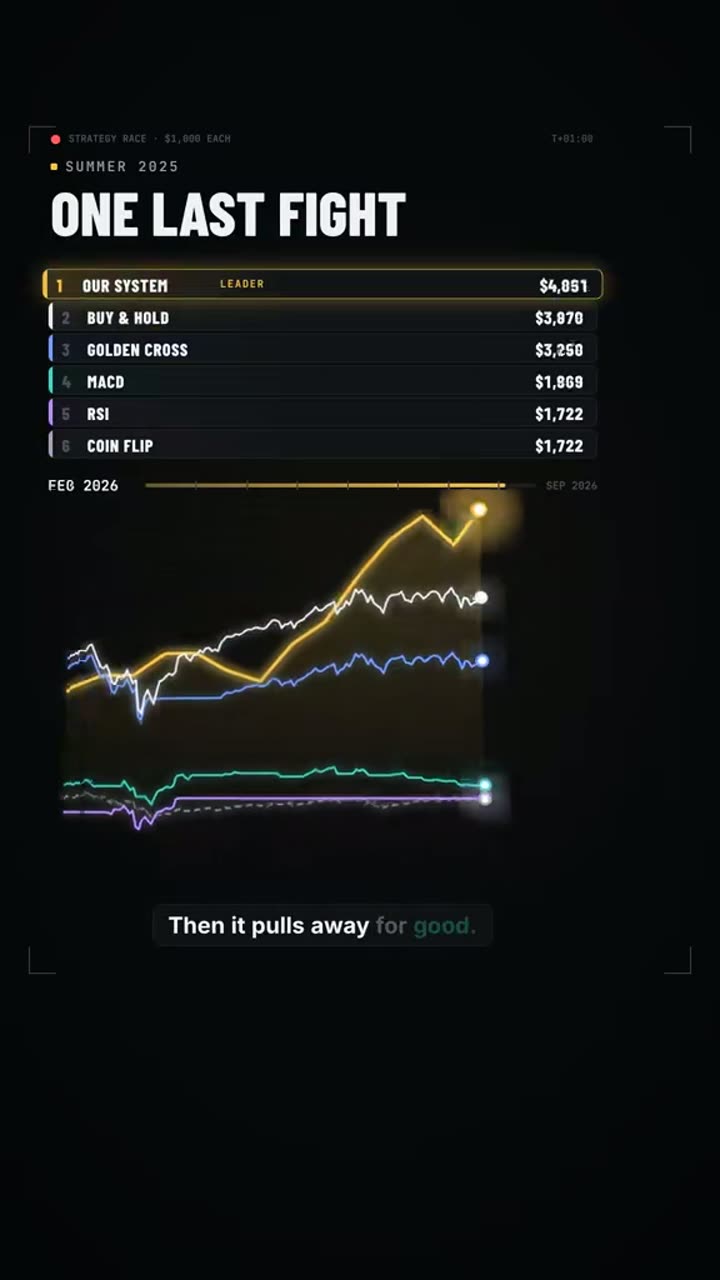 STRATEGY RACE · $1,000 EACH
T+01:00
SUMMER 2025
ONE LAST FIGHT
1 OUR SYSTEM LEADER $4,851
2 BUY & HOLD $3,870
3 GOLDEN CROSS $3,250
4 MACD $1,869
5 RSI $1,722
6 COIN FLIP $1,722
FEB 2026 SEP 2026
Then it pulls away for good.